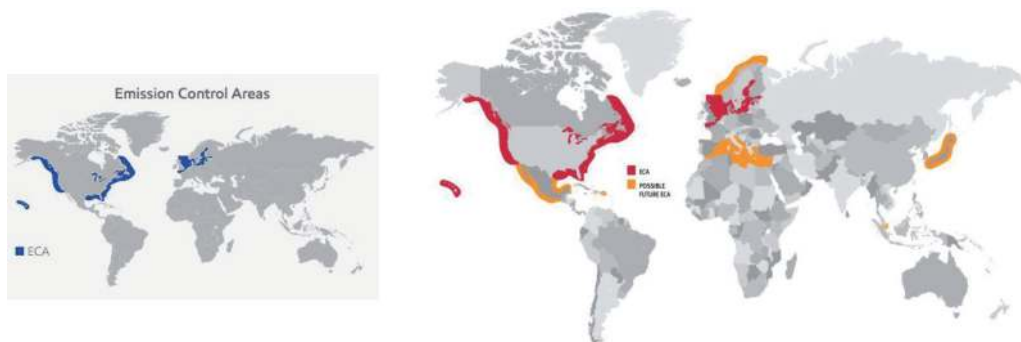 Emission Control Areas
ECA
ECA
POSSIBLE
FUTURE ECA